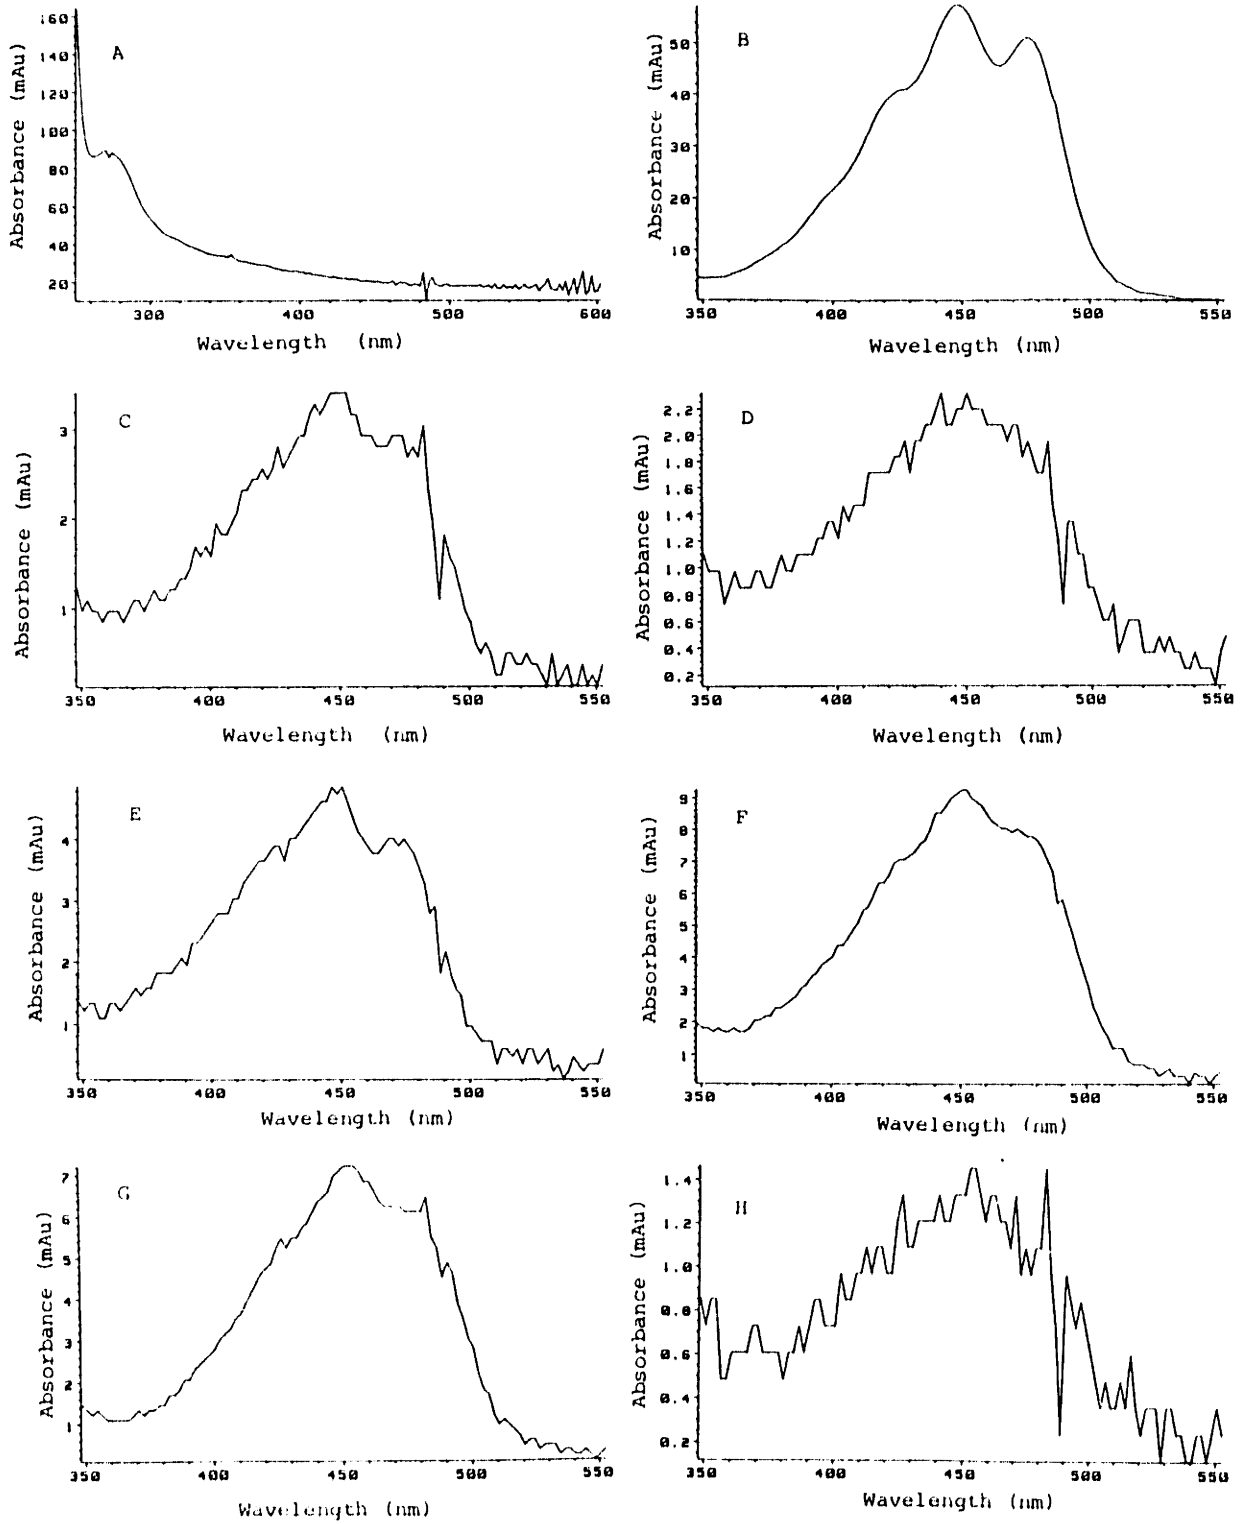 A
Absorbance (mAu)
160
140
120
100
80
60
40
20
300 400 500 600
Wavelength (nm)
B
Absorbance (mAu)
50
40
30
20
10
350 400 450 500 550
Wavelength (nm)
C
Absorbance (mAu)
3
2
1
350 400 450 500 550
Wavelength (nm)
D
Absorbance (mAu)
2.2
2.0
1.8
1.6
1.4
1.2
1.0
0.8
0.6
0.4
0.2
350 400 450 500 550
Wavelength (nm)
E
Absorbance (mAu)
4
3
2
1
350 400 450 500 550
Wavelength (nm)
F
Absorbance (mAu)
9
8
7
6
5
4
3
2
1
350 400 450 500 550
Wavelength (nm)
G
Absorbance (mAu)
7
6
5
4
3
2
1
350 400 450 500 550
Wavelength (nm)
H
Absorbance (mAu)
1.4
1.2
1.0
0.8
0.6
0.4
0.2
350 400 450 500 550
Wavelength (nm)